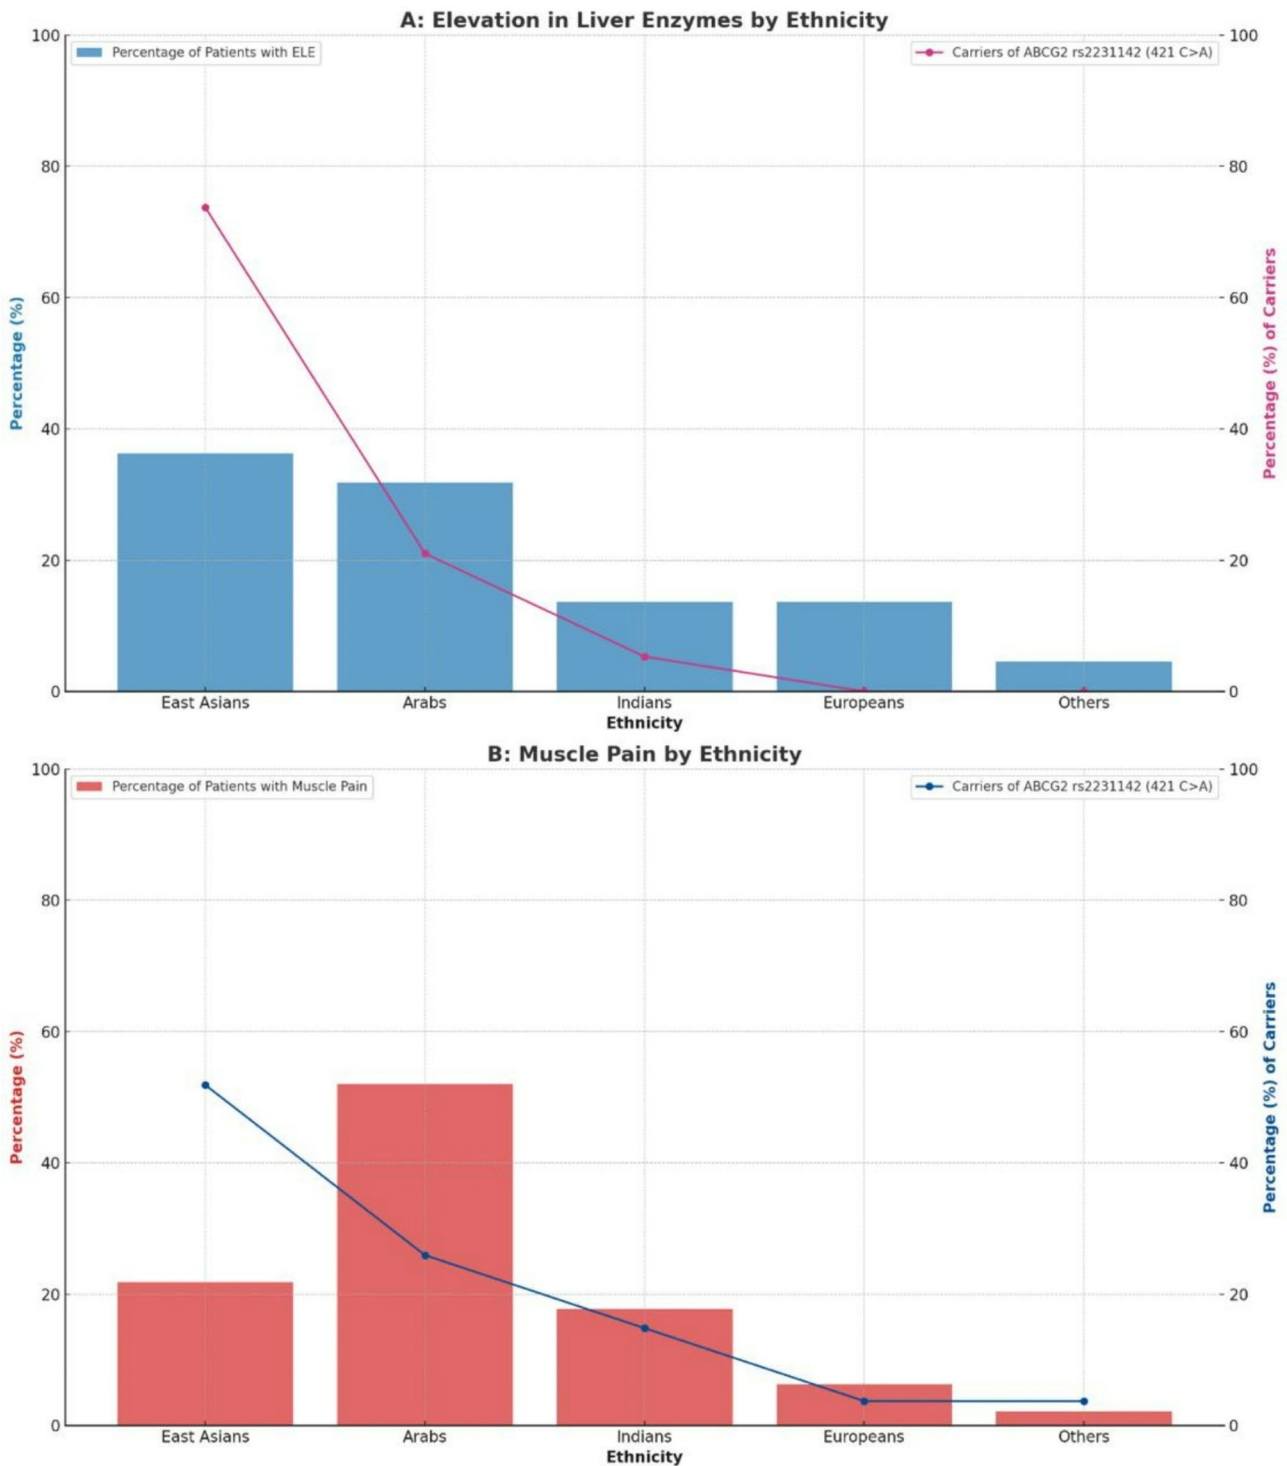 A: Elevation in Liver Enzymes by Ethnicity
Percentage of Patients with ELE
Carriers of ABCG2 rs2231142 (421 C>A)
100
80
60
40
20
0
Percentage (%)
100
80
60
40
20
0
Percentage (%) of Carriers
East Asians Arabs Indians Europeans Others
Ethnicity
B: Muscle Pain by Ethnicity
Percentage of Patients with Muscle Pain
Carriers of ABCG2 rs2231142 (421 C>A)
100
80
60
40
20
0
Percentage (%)
100
80
60
40
20
0
Percentage (%) of Carriers
East Asians Arabs Indians Europeans Others
Ethnicity